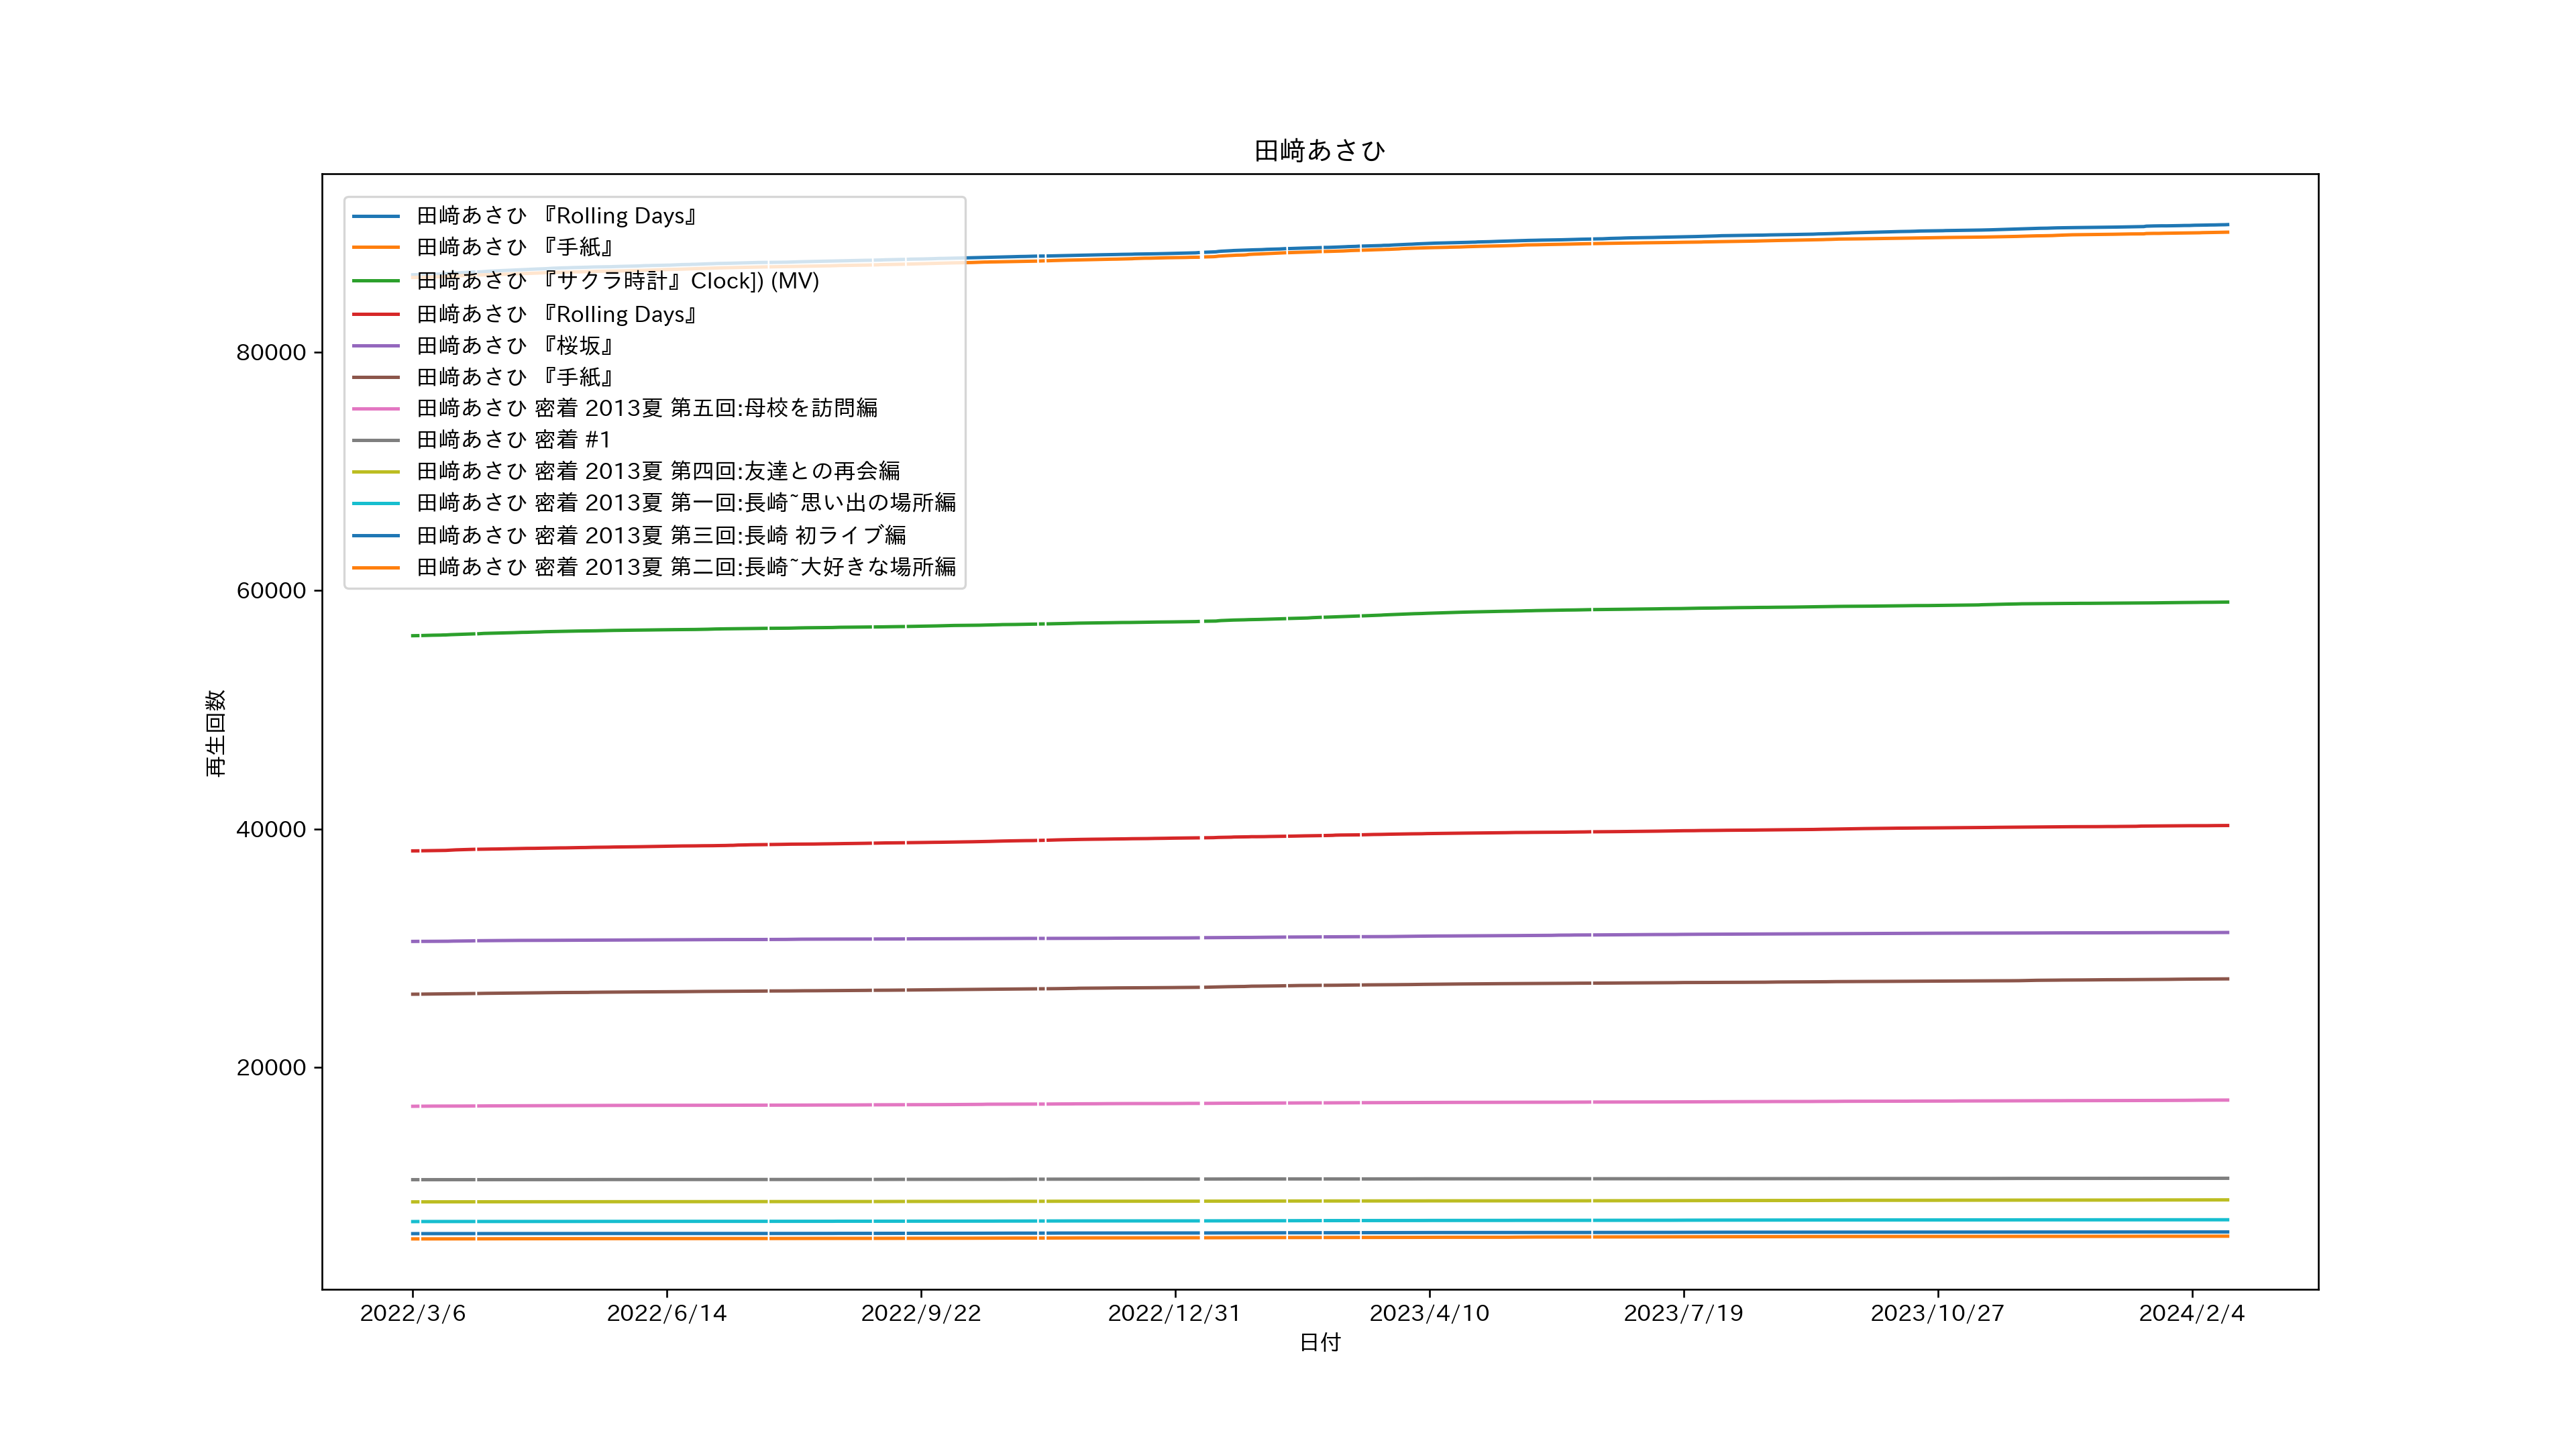 田﨑あさひ
田﨑あさひ 『Rolling Days』
田﨑あさひ 『手紙』
田﨑あさひ 『サクラ時計』Clock]) (MV)
田﨑あさひ 『Rolling Days』
田﨑あさひ 『桜坂』
田﨑あさひ 『手紙』
田﨑あさひ 密着 2013夏 第五回:母校を訪問編
田﨑あさひ 密着 #1
田﨑あさひ 密着 2013夏 第四回:友達との再会編
田﨑あさひ 密着 2013夏 第一回:長崎~思い出の場所編
田﨑あさひ 密着 2013夏 第三回:長崎 初ライブ編
田﨑あさひ 密着 2013夏 第二回:長崎~大好きな場所編
80000
60000
40000
20000
再生回数
2022/3/6 2022/6/14 2022/9/22 2022/12/31 2023/4/10 2023/7/19 2023/10/27 2024/2/4
日付